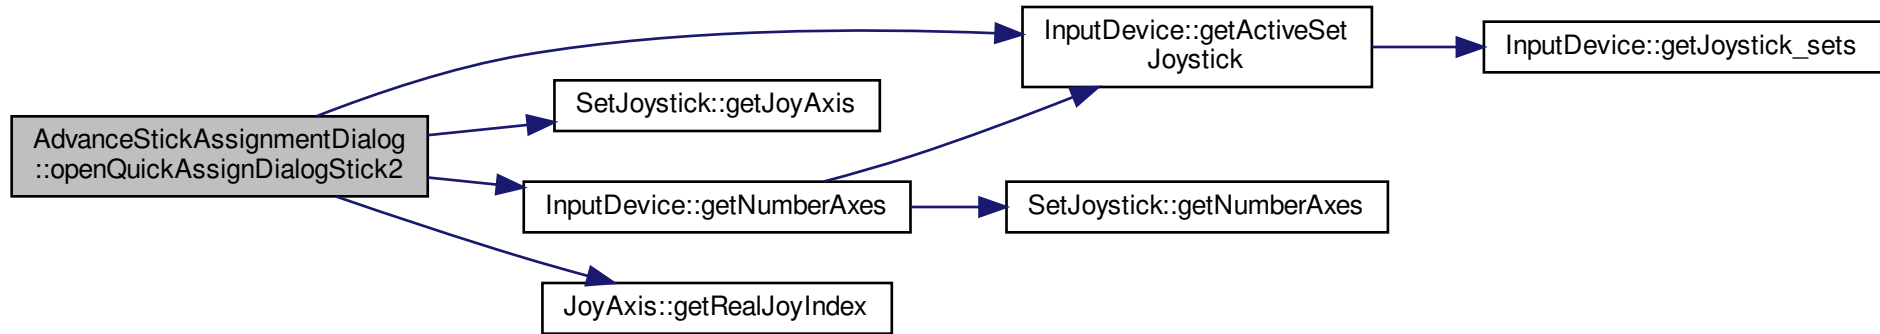 AdvanceStickAssignmentDialog
::openQuickAssignDialogStick2
InputDevice::getActiveSet
Joystick
InputDevice::getJoystick_sets
SetJoystick::getJoyAxis
InputDevice::getNumberAxes
SetJoystick::getNumberAxes
JoyAxis::getRealJoyIndex